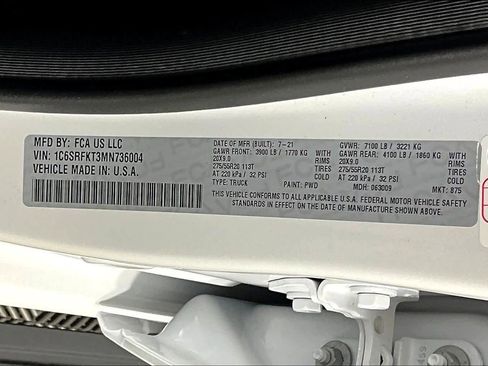 MFD BY: FCA US LLC
VIN: 1C6SRFKT3MN736004
VEHICLE MADE IN: U.S.A.
DATE OF MFR (BUILT): 7-21 GVWR: 7100 LB / 3221 KG
GAWR FRONT: 3900 LB / 1770 KG WITH GAWR REAR: 4100 LB / 1860 KG WITH
20X9.0 RIMS 20X9.0 RIMS
275/55R20 113T TIRES 275/55R20 113T TIRES
AT 220 kPa / 32 PSI COLD AT 220 kPa / 32 PSI COLD
TYPE: TRUCK PAINT: PWD MDH: 063009 MKT: 875
THIS VEHICLE CONFORMS TO ALL APPLICABLE U.S.A. FEDERAL MOTOR VEHICLE SAFETY
STANDARDS IN EFFECT ON THE DATE OF MANUFACTURE SHOWN ABOVE.